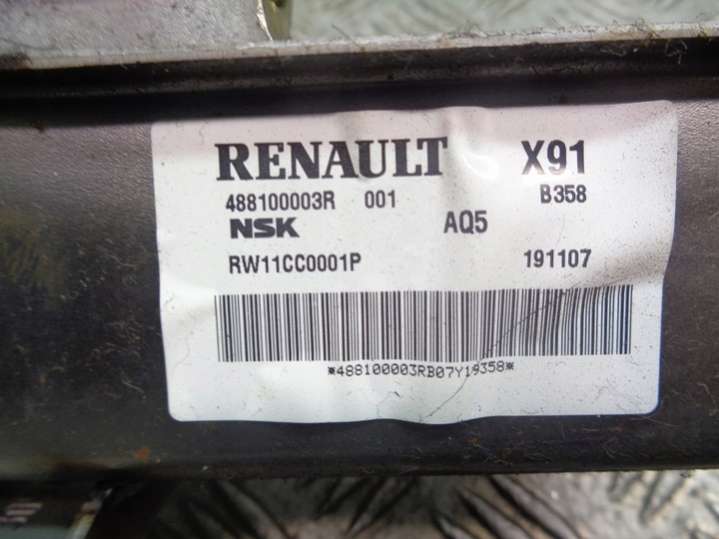 RENAULT X91
488100003R 001 B358
NSK AQ5
RW11CC0001P 191107
*488100003RB07Y19358*